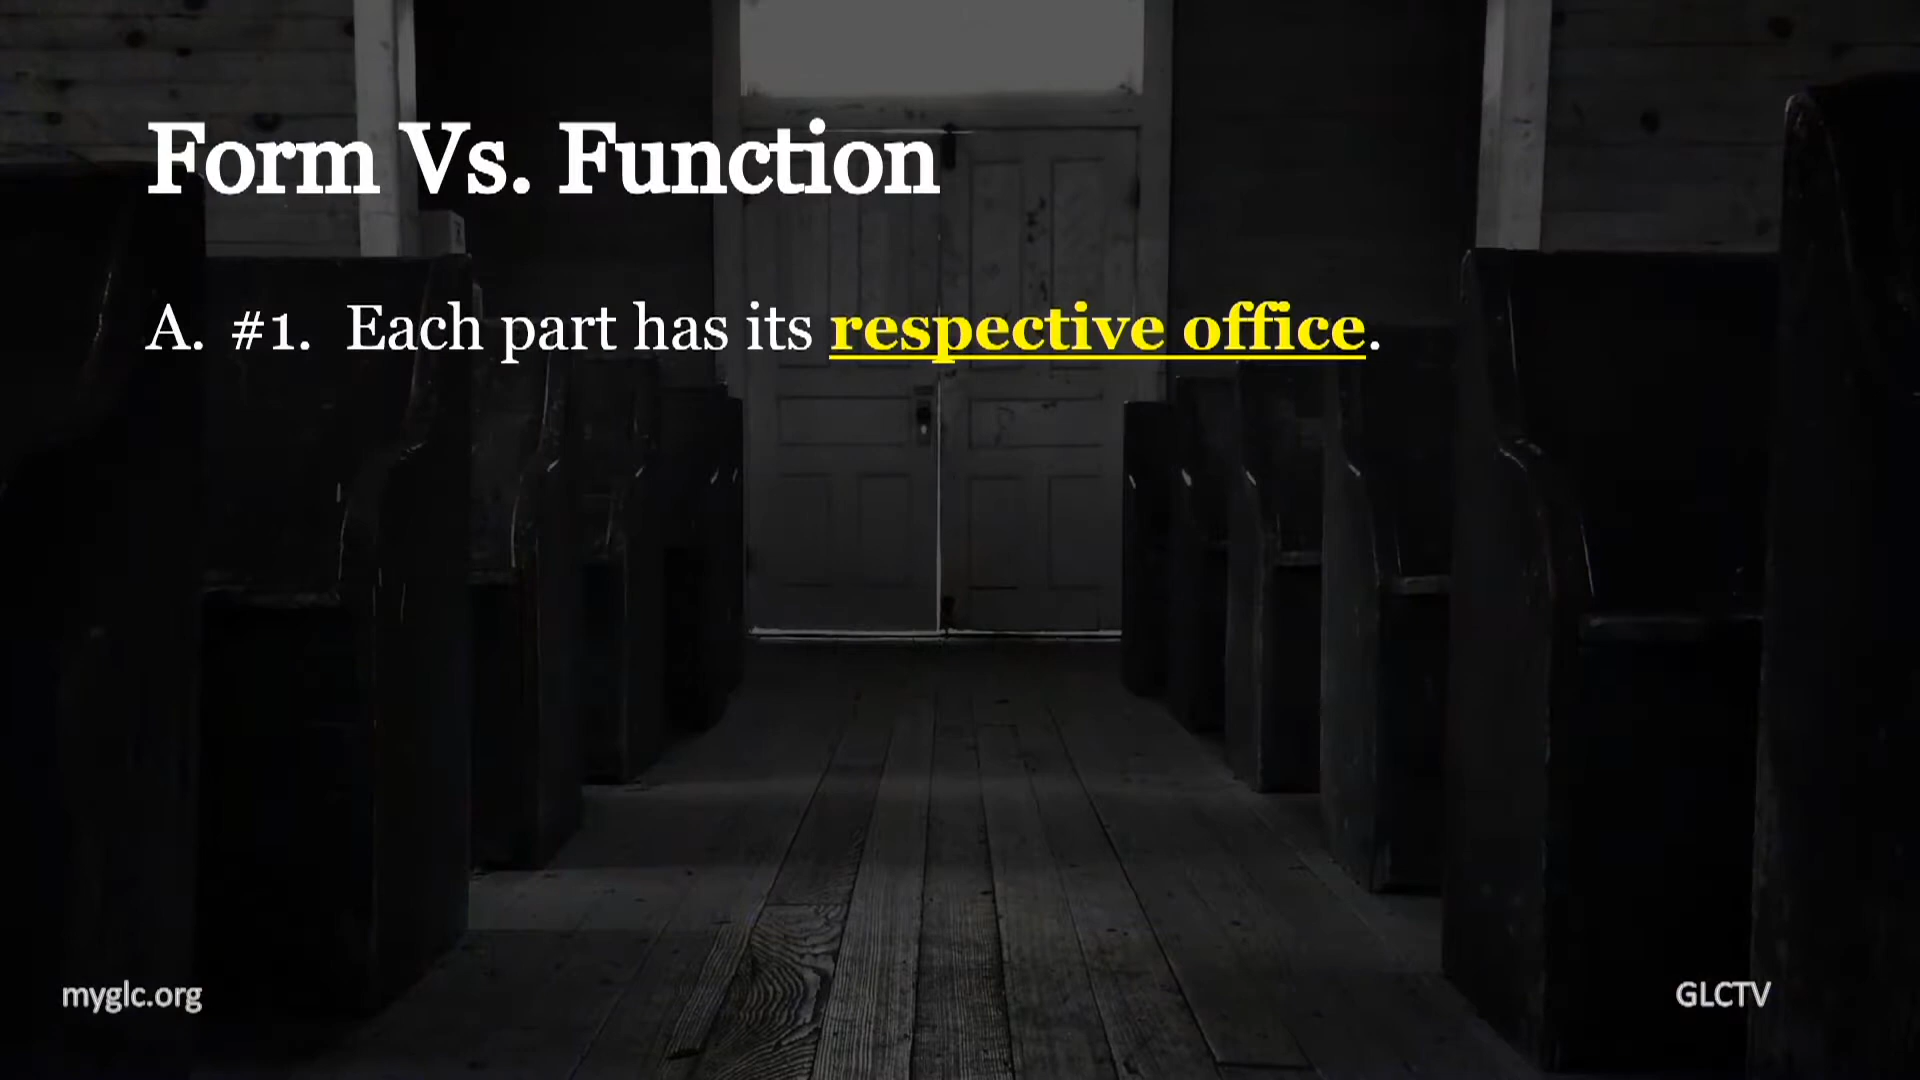 Form Vs. Function
A. #1. Each part has its respective office.
myglc.org
GLCTV